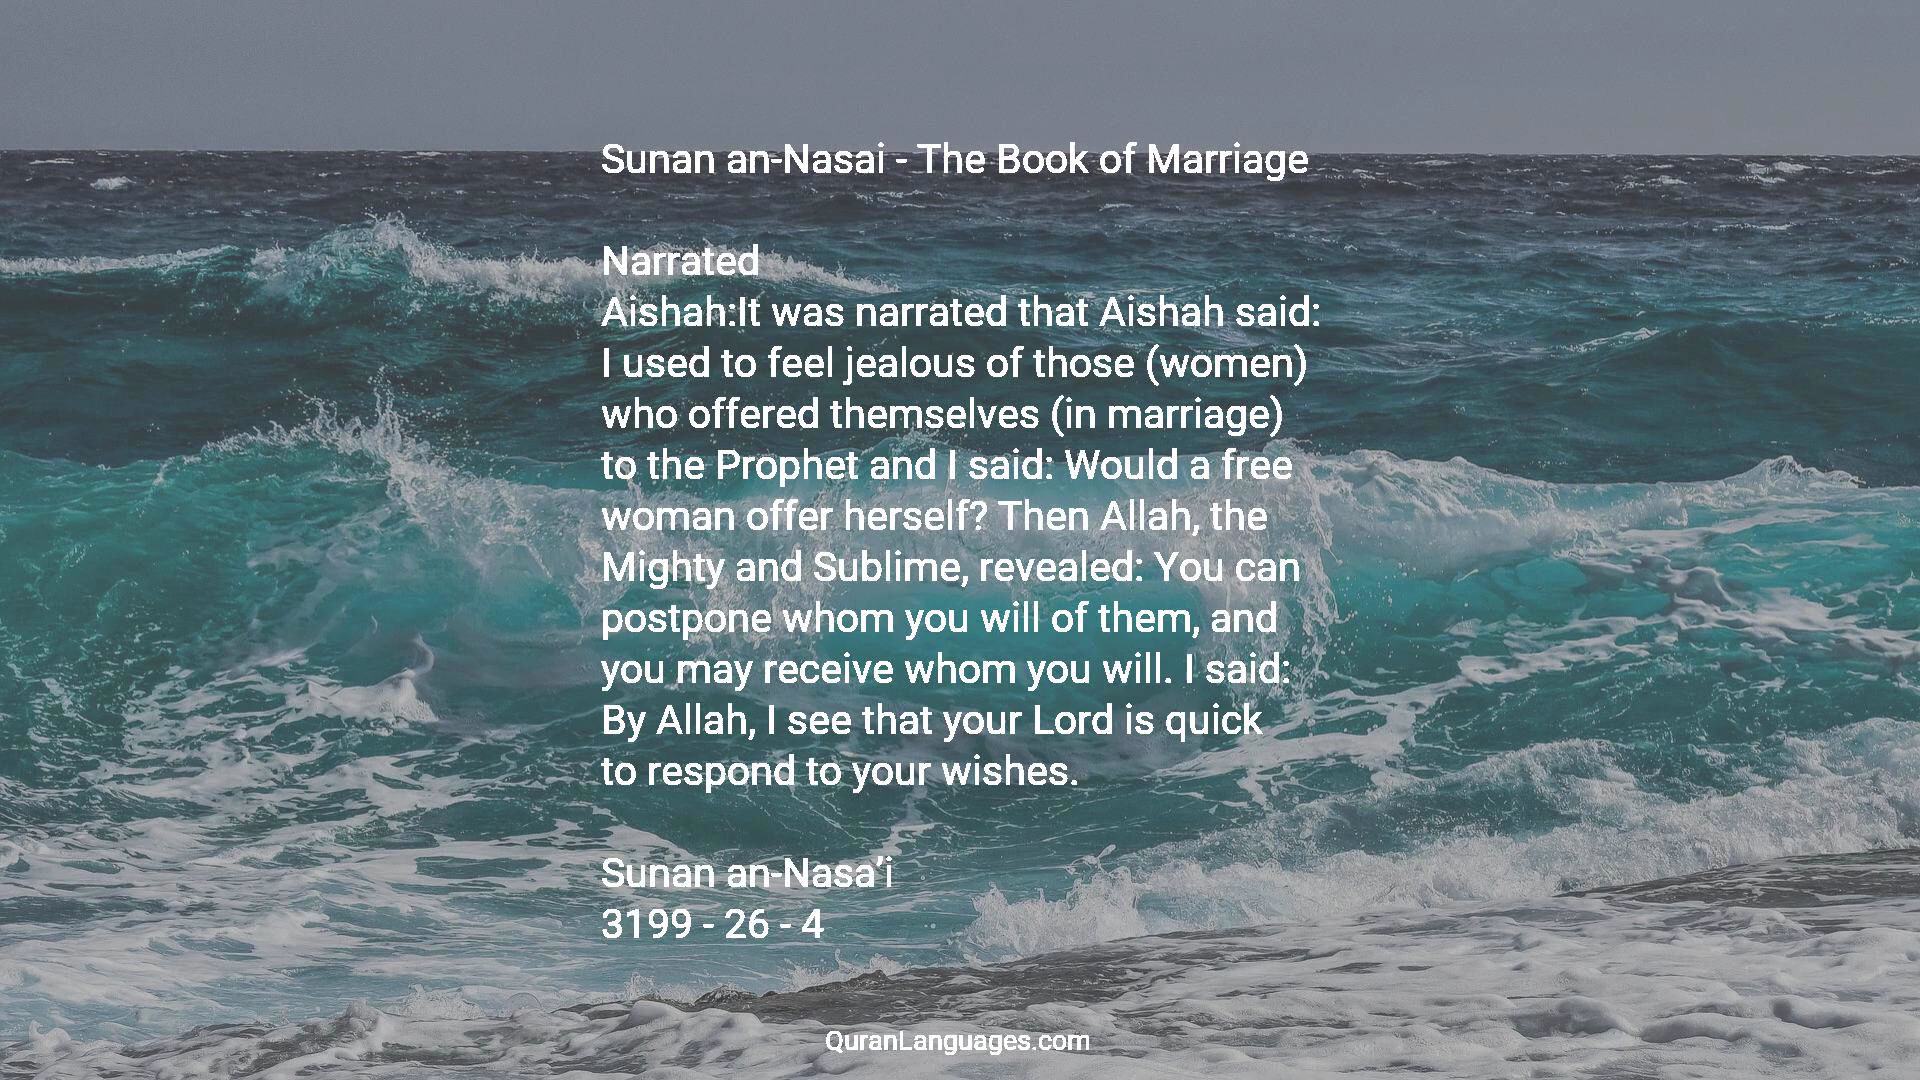 Sunan an-Nasai - The Book of Marriage
Narrated
Aishah:It was narrated that Aishah said:
I used to feel jealous of those (women)
who offered themselves (in marriage)
to the Prophet and I said: Would a free
woman offer herself? Then Allah, the
Mighty and Sublime, revealed: You can
postpone whom you will of them, and
you may receive whom you will. I said:
By Allah, I see that your Lord is quick
to respond to your wishes.
Sunan an-Nasa’i
3199 - 26 - 4
QuranLanguages.com